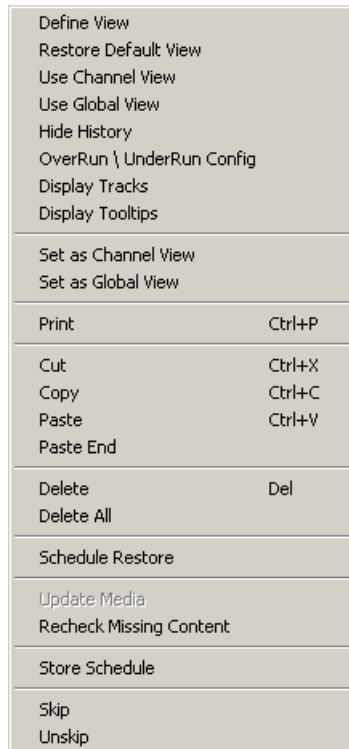 Define View
Restore Default View
Use Channel View
Use Global View
Hide History
OverRun \ UnderRun Config
Display Tracks
Display Tooltips
Set as Channel View
Set as Global View
Print Ctrl+P
Cut Ctrl+X
Copy Ctrl+C
Paste Ctrl+V
Paste End
Delete Del
Delete All
Schedule Restore
Update Media
Recheck Missing Content
Store Schedule
Skip
Unskip